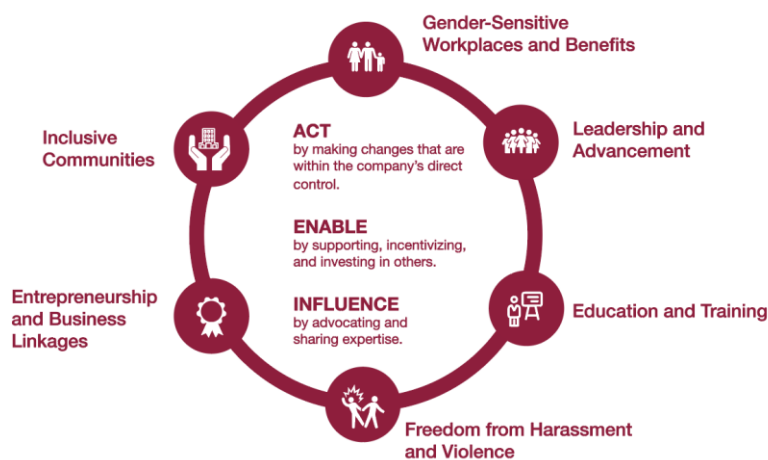 Gender-Sensitive
Workplaces and Benefits
Leadership and
Advancement
Education and Training
Freedom from Harassment
and Violence
Entrepreneurship
and Business
Linkages
Inclusive
Communities
ACT
by making changes that are
within the company's direct
control.
ENABLE
by supporting, incentivizing,
and investing in others.
INFLUENCE
by advocating and
sharing expertise.